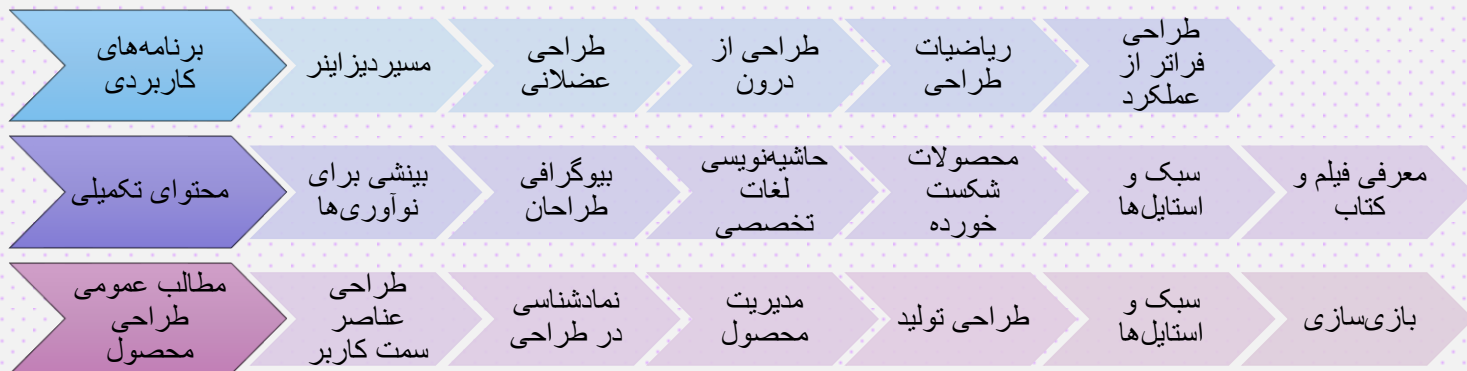 برنامه‌های
کاربردی
مسیردیزاینر
طراحی
عضلانی
طراحی از
درون
ریاضیات
طراحی
طراحی
فراتر از
عملکرد
محتوای تکمیلی
بینشی برای
نوآوری‌ها
بیوگرافی
طراحان
حاشیه‌نویسی
لغات
تخصصی
محصولات
شکست
خورده
سبک و
استایل‌ها
معرفی فیلم و
کتاب
مطالب عمومی
طراحی
محصول
طراحی
عناصر
سمت کاربر
نمادشناسی
در طراحی
مدیریت
محصول
طراحی تولید
سبک و
استایل‌ها
بازی‌سازی